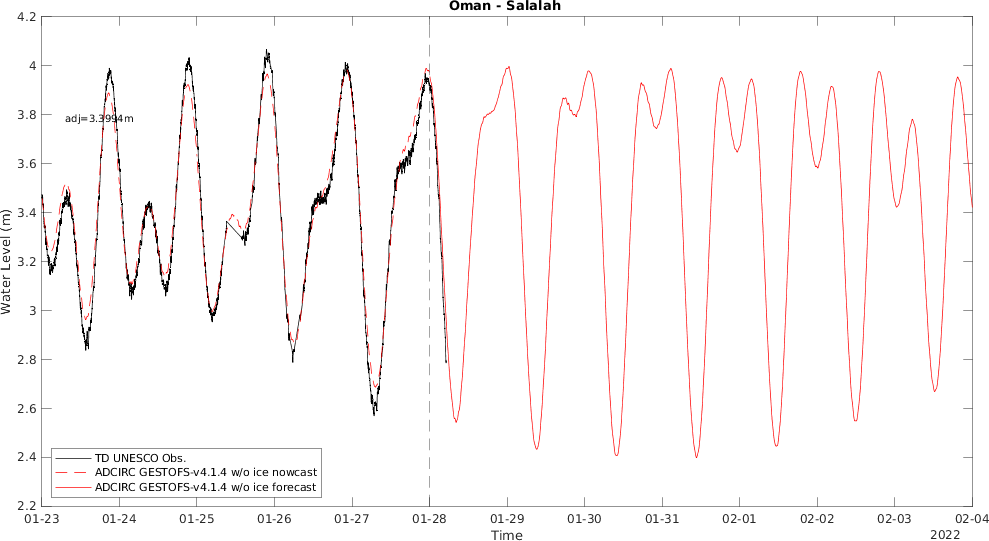 Oman - Salalah
4.2
4
3.8
3.6
3.4
3.2
3
2.8
2.6
2.4
2.2
Water Level (m)
adj=3.3994m
TD UNESCO Obs.
ADCIRC GESTOFS-v4.1.4 w/o ice nowcast
ADCIRC GESTOFS-v4.1.4 w/o ice forecast
01-23 01-24 01-25 01-26 01-27 01-28 01-29 01-30 01-31 02-01 02-02 02-03 02-04
Time
2022